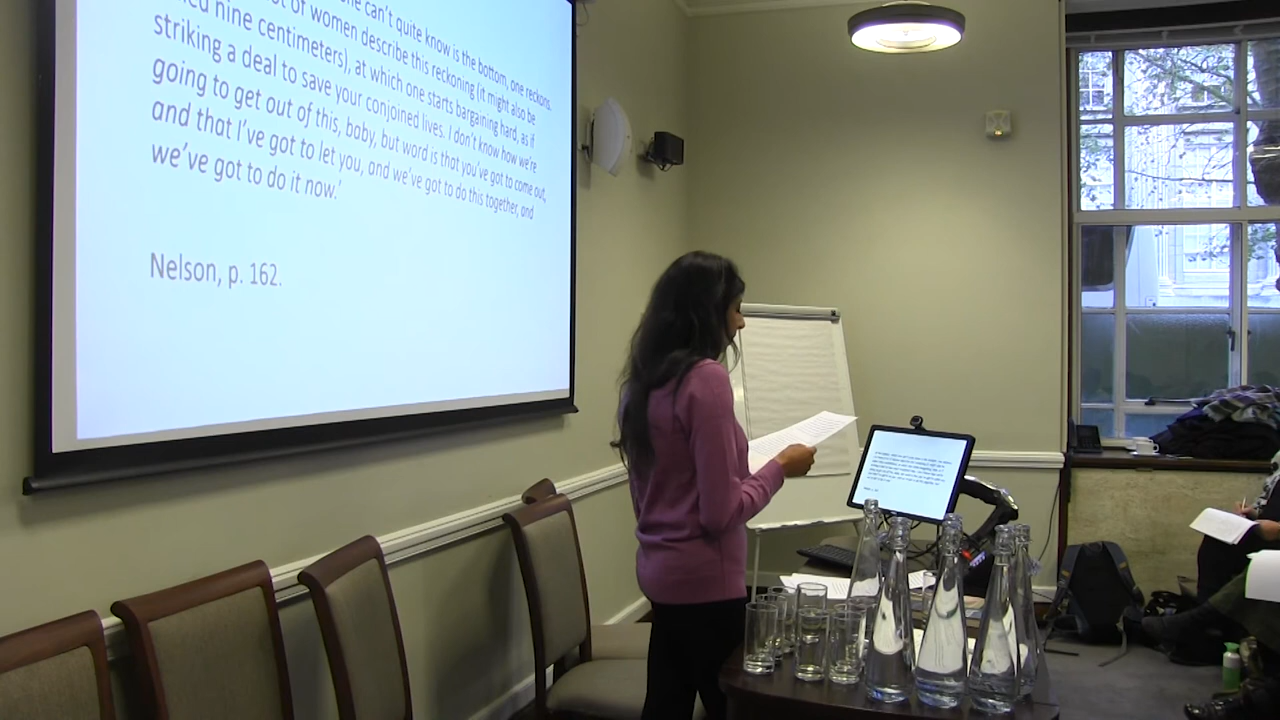 one can't quite know is the bottom, one reckons.
lot of women describe this reckoning (it might also be
nine centimeters), at which one starts bargaining hard, as if
striking a deal to save your conjoined lives. I don't know how we're
going to get out of this, baby, but word is that you've got to come out,
and that I've got to let you, and we've got to do this together, and
we've got to do it now.'
Nelson, p. 162.